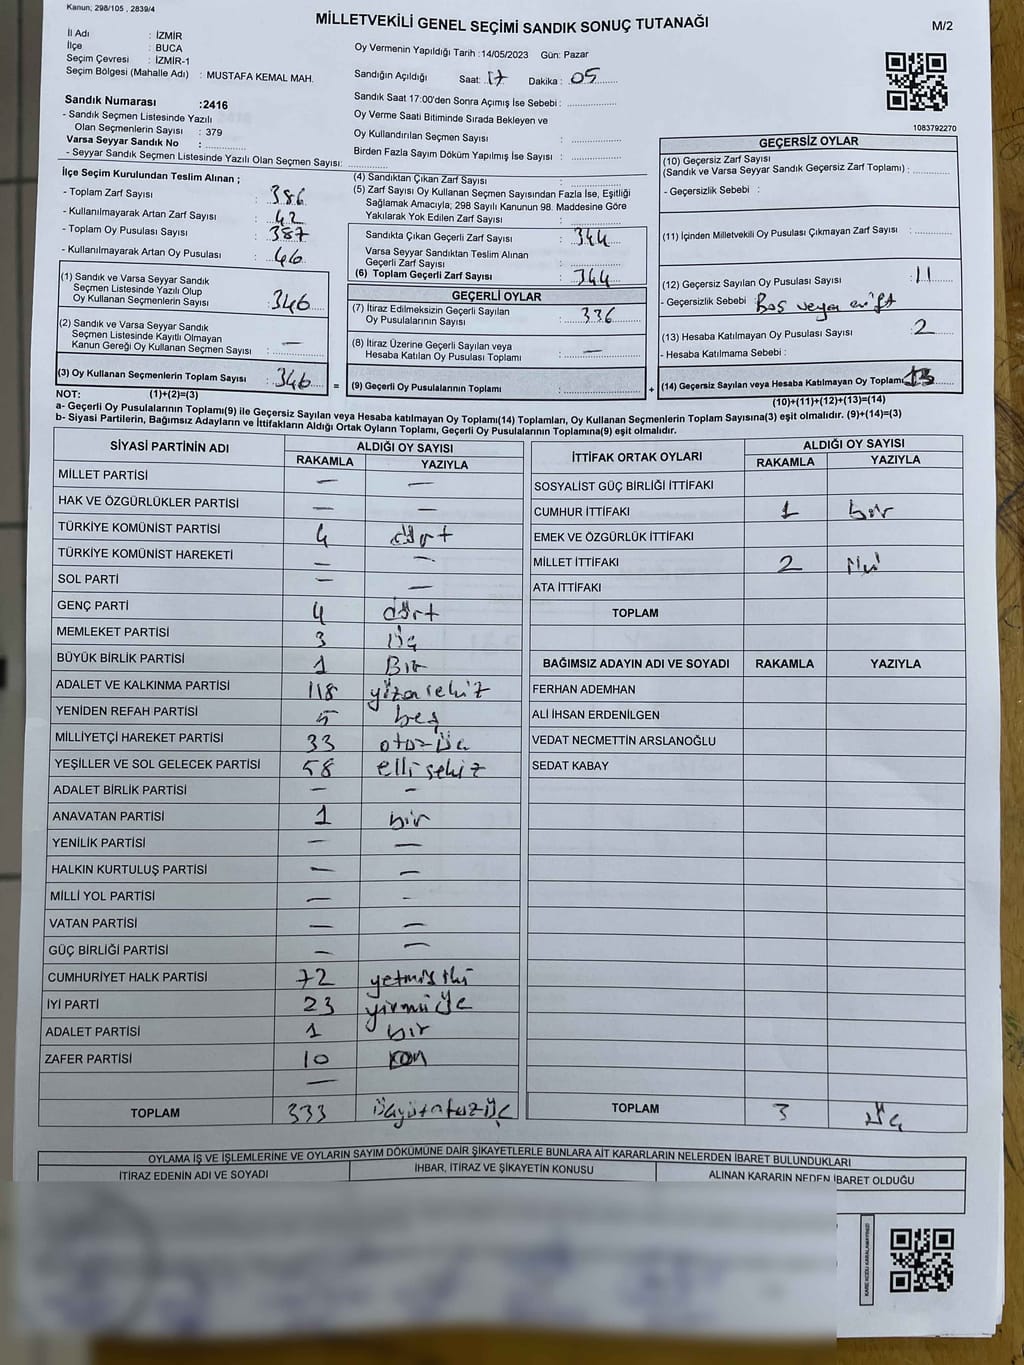 Kanun; 298/105 , 2839/4
MİLLETVEKİLİ GENEL SEÇİMİ SANDIK SONUÇ TUTANAĞI
M/2
İl Adı : İZMİR
İlçe : BUCA
Seçim Çevresi : İZMİR-1
Seçim Bölgesi (Mahalle Adı) : MUSTAFA KEMAL MAH.
Oy Vermenin Yapıldığı Tarih :14/05/2023 Gün: Pazar
Sandığın Açıldığı Saat: 17 Dakika : 05
Sandık Saat 17:00'den Sonra Açımış İse Sebebi :
Oy Verme Saati Bitiminde Sırada Bekleyen ve
Oy Kullandırılan Seçmen Sayısı :
Birden Fazla Sayım Döküm Yapılmış İse Sayısı :
1083792270
Sandık Numarası :2416
- Sandık Seçmen Listesinde Yazılı
Olan Seçmenlerin Sayısı : 379
Varsa Seyyar Sandık No :
- Seyyar Sandık Seçmen Listesinde Yazılı Olan Seçmen Sayısı:
İlçe Seçim Kurulundan Teslim Alınan ;
- Toplam Zarf Sayısı : 386
- Kullanılmayarak Artan Zarf Sayısı : 42
- Toplam Oy Pusulası Sayısı : 387
- Kullanılmayarak Artan Oy Pusulası : 46
(1) Sandık ve Varsa Seyyar Sandık
Seçmen Listesinde Yazılı Olup
Oy Kullanan Seçmenlerin Sayısı : 346
(2) Sandık ve Varsa Seyyar Sandık
Seçmen Listesinde Kayıtlı Olmayan
Kanun Gereği Oy Kullanan Seçmen Sayısı : —
(3) Oy Kullanan Seçmenlerin Toplam Sayısı : 346 =
(4) Sandıktan Çıkan Zarf Sayısı :
(5) Zarf Sayısı Oy Kullanan Seçmen Sayısından Fazla İse, Eşitliği
Sağlamak Amacıyla; 298 Sayılı Kanunun 98. Maddesine Göre
Yakılarak Yok Edilen Zarf Sayısı :
Sandıkta Çıkan Geçerli Zarf Sayısı : 344
Varsa Seyyar Sandıktan Teslim Alınan
Geçerli Zarf Sayısı :
(6) Toplam Geçerli Zarf Sayısı : 344
GEÇERLİ OYLAR
(7) İtiraz Edilmeksizin Geçerli Sayılan
Oy Pusulalarının Sayısı : 336
(8) İtiraz Üzerine Geçerli Sayılan veya
Hesaba Katılan Oy Pusulası Toplamı : —
(9) Geçerli Oy Pusulalarının Toplamı : +
GEÇERSİZ OYLAR
(10) Geçersiz Zarf Sayısı
(Sandık ve Varsa Seyyar Sandık Geçersiz Zarf Toplamı) :
- Geçersizlik Sebebi :
(11) İçinden Milletvekili Oy Pusulası Çıkmayan Zarf Sayısı :
(12) Geçersiz Sayılan Oy Pusulası Sayısı : 11
- Geçersizlik Sebebi : Boş veya çift
(13) Hesaba Katılmayan Oy Pusulası Sayısı : 2
- Hesaba Katılmama Sebebi :
(14) Geçersiz Sayılan veya Hesaba Katılmayan Oy Toplamı 13
NOT: (1)+(2)=(3)
(10)+(11)+(12)+(13)=(14)
a- Geçerli Oy Pusulalarının Toplamı(9) ile Geçersiz Sayılan veya Hesaba katılmayan Oy Toplamı(14) Toplamları, Oy Kullanan Seçmenlerin Toplam Sayısına(3) eşit olmalıdır. (9)+(14)=(3)
b- Siyasi Partilerin, Bağımsız Adayların ve İttifakların Aldığı Ortak Oyların Toplamı, Geçerli Oy Pusulalarının Toplamına(9) eşit olmalıdır.
SİYASİ PARTİNİN ADI ALDIĞI OY SAYISI
RAKAMLA YAZIYLA
MİLLET PARTİSİ — —
HAK VE ÖZGÜRLÜKLER PARTİSİ — —
TÜRKİYE KOMÜNİST PARTİSİ 4 dört
TÜRKİYE KOMÜNİST HAREKETİ — —
SOL PARTİ — —
GENÇ PARTİ 4 dört
MEMLEKET PARTİSİ 3 üç
BÜYÜK BİRLİK PARTİSİ 1 Bir
ADALET VE KALKINMA PARTİSİ 118 yüzonsekiz
YENİDEN REFAH PARTİSİ 5 beş
MİLLİYETÇİ HAREKET PARTİSİ 33 otuzüç
YEŞİLLER VE SOL GELECEK PARTİSİ 58 ellisekiz
ADALET BİRLİK PARTİSİ — —
ANAVATAN PARTİSİ 1 bir
YENİLİK PARTİSİ — —
HALKIN KURTULUŞ PARTİSİ — —
MİLLİ YOL PARTİSİ — -
VATAN PARTİSİ — —
GÜÇ BİRLİĞİ PARTİSİ — —
CUMHURİYET HALK PARTİSİ 72 yetmiş iki
İYİ PARTİ 23 yirmiüç
ADALET PARTİSİ 1 bir
ZAFER PARTİSİ 10 on
—
TOPLAM 333 üçyüzotuzüç
İTTİFAK ORTAK OYLARI ALDIĞI OY SAYISI
RAKAMLA YAZIYLA
SOSYALİST GÜÇ BİRLİĞİ İTTİFAKI
CUMHUR İTTİFAKI 1 bir
EMEK VE ÖZGÜRLÜK İTTİFAKI
MİLLET İTTİFAKI 2 iki
ATA İTTİFAKI
TOPLAM
BAĞIMSIZ ADAYIN ADI VE SOYADI RAKAMLA YAZIYLA
FERHAN ADEMHAN
ALİ İHSAN ERDENİLGEN
VEDAT NECMETTİN ARSLANOĞLU
SEDAT KABAY
TOPLAM 3 üç
OYLAMA İŞ VE İŞLEMLERİNE VE OYLARIN SAYIM DÖKÜMÜNE DAİR ŞİKAYETLERLE BUNLARA AİT KARARLARIN NELERDEN İBARET BULUNDUKLARI
İTİRAZ EDENİN ADI VE SOYADI İHBAR, İTİRAZ VE ŞİKAYETİN KONUSU ALINAN KARARIN NEDEN İBARET OLDUĞU
KARE KODU KARALAMAYINIZ!